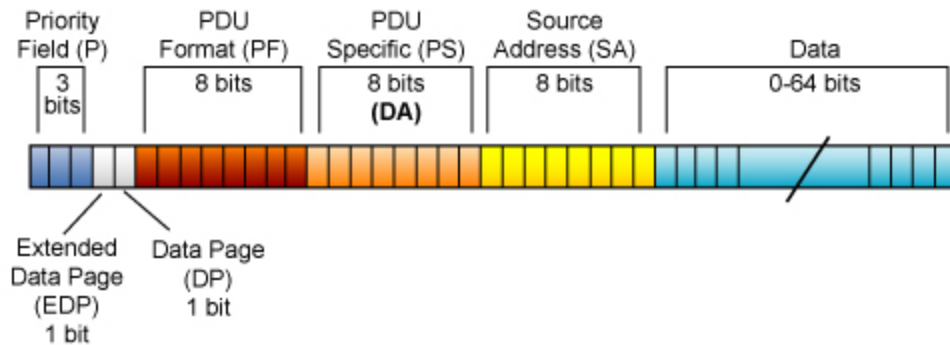 Priority
Field (P)
3
bits
PDU
Format (PF)
8 bits
PDU
Specific (PS)
8 bits
(DA)
Source
Address (SA)
8 bits
Data
0-64 bits
Extended
Data Page
(EDP)
1 bit
Data Page
(DP)
1 bit